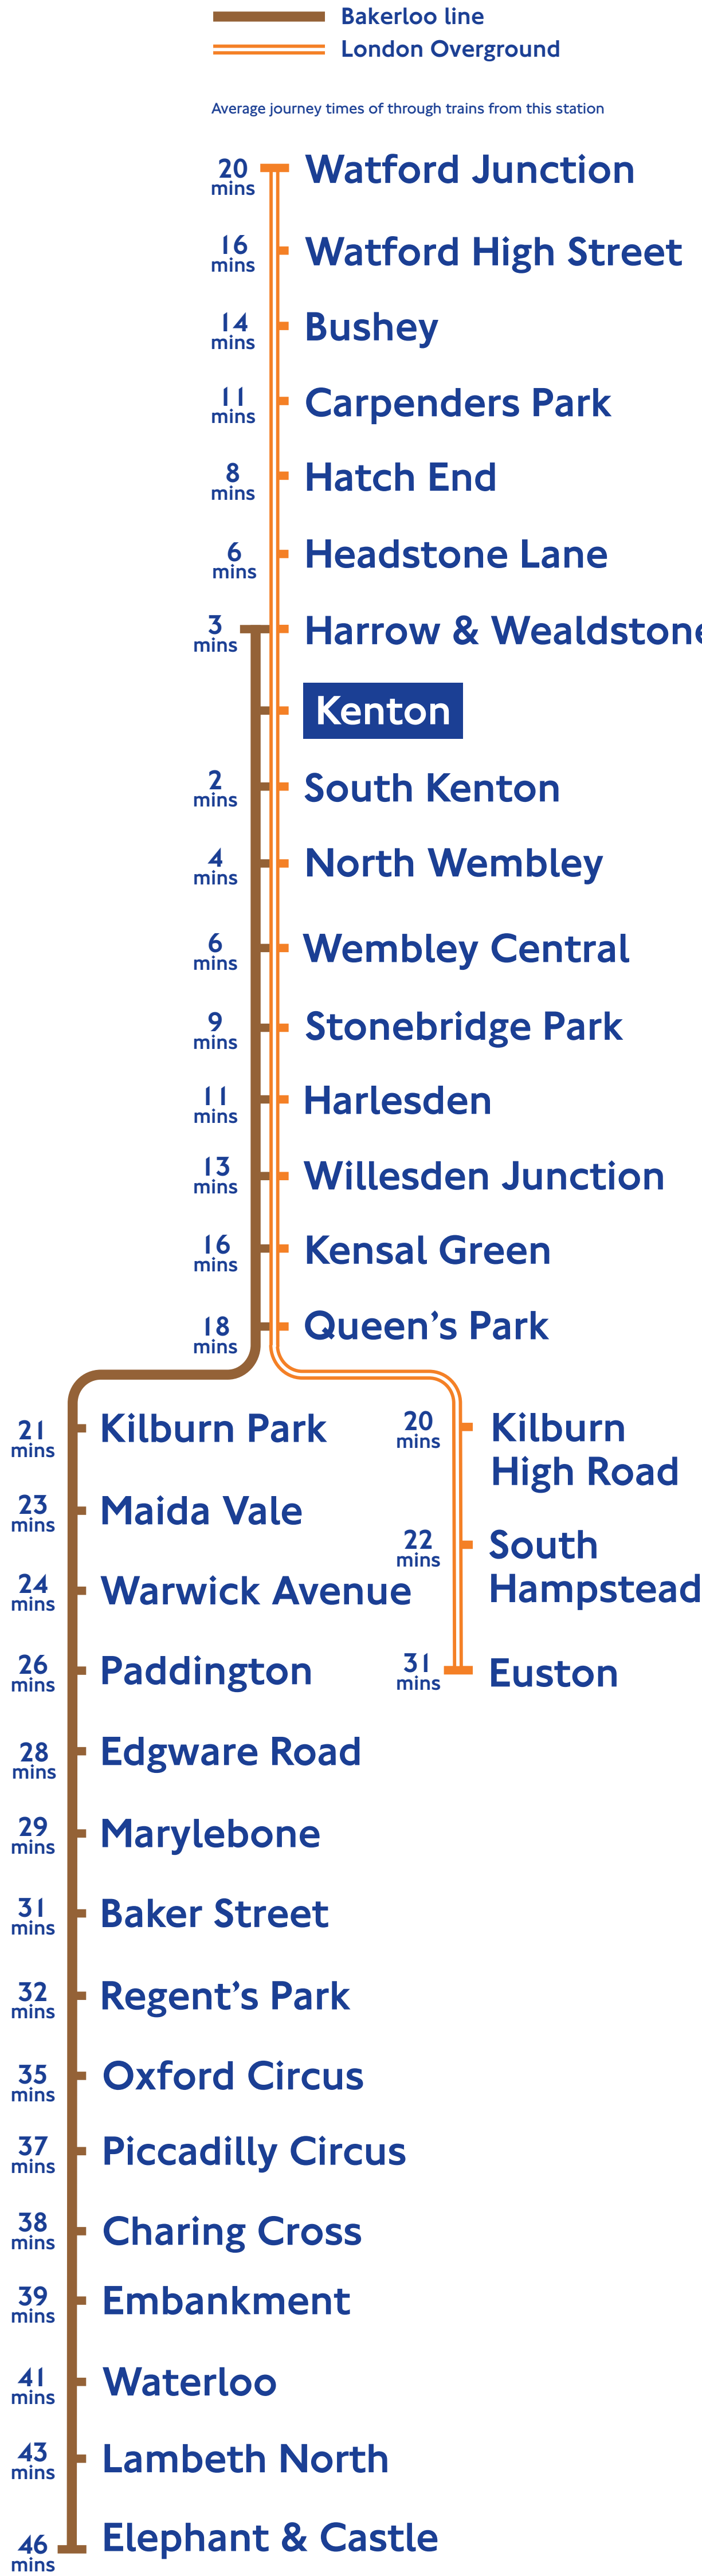 Bakerloo line
London Overground
Average journey times of through trains from this station
20 mins Watford Junction
16 mins Watford High Street
14 mins Bushey
11 mins Carpenders Park
8 mins Hatch End
6 mins Headstone Lane
3 mins Harrow & Wealdstone
Kenton
2 mins South Kenton
4 mins North Wembley
6 mins Wembley Central
9 mins Stonebridge Park
11 mins Harlesden
13 mins Willesden Junction
16 mins Kensal Green
18 mins Queen’s Park
21 mins Kilburn Park
23 mins Maida Vale
24 mins Warwick Avenue
26 mins Paddington
28 mins Edgware Road
29 mins Marylebone
31 mins Baker Street
32 mins Regent’s Park
35 mins Oxford Circus
37 mins Piccadilly Circus
38 mins Charing Cross
39 mins Embankment
41 mins Waterloo
43 mins Lambeth North
46 mins Elephant & Castle
20 mins Kilburn
High Road
22 mins South
Hampstead
31 mins Euston